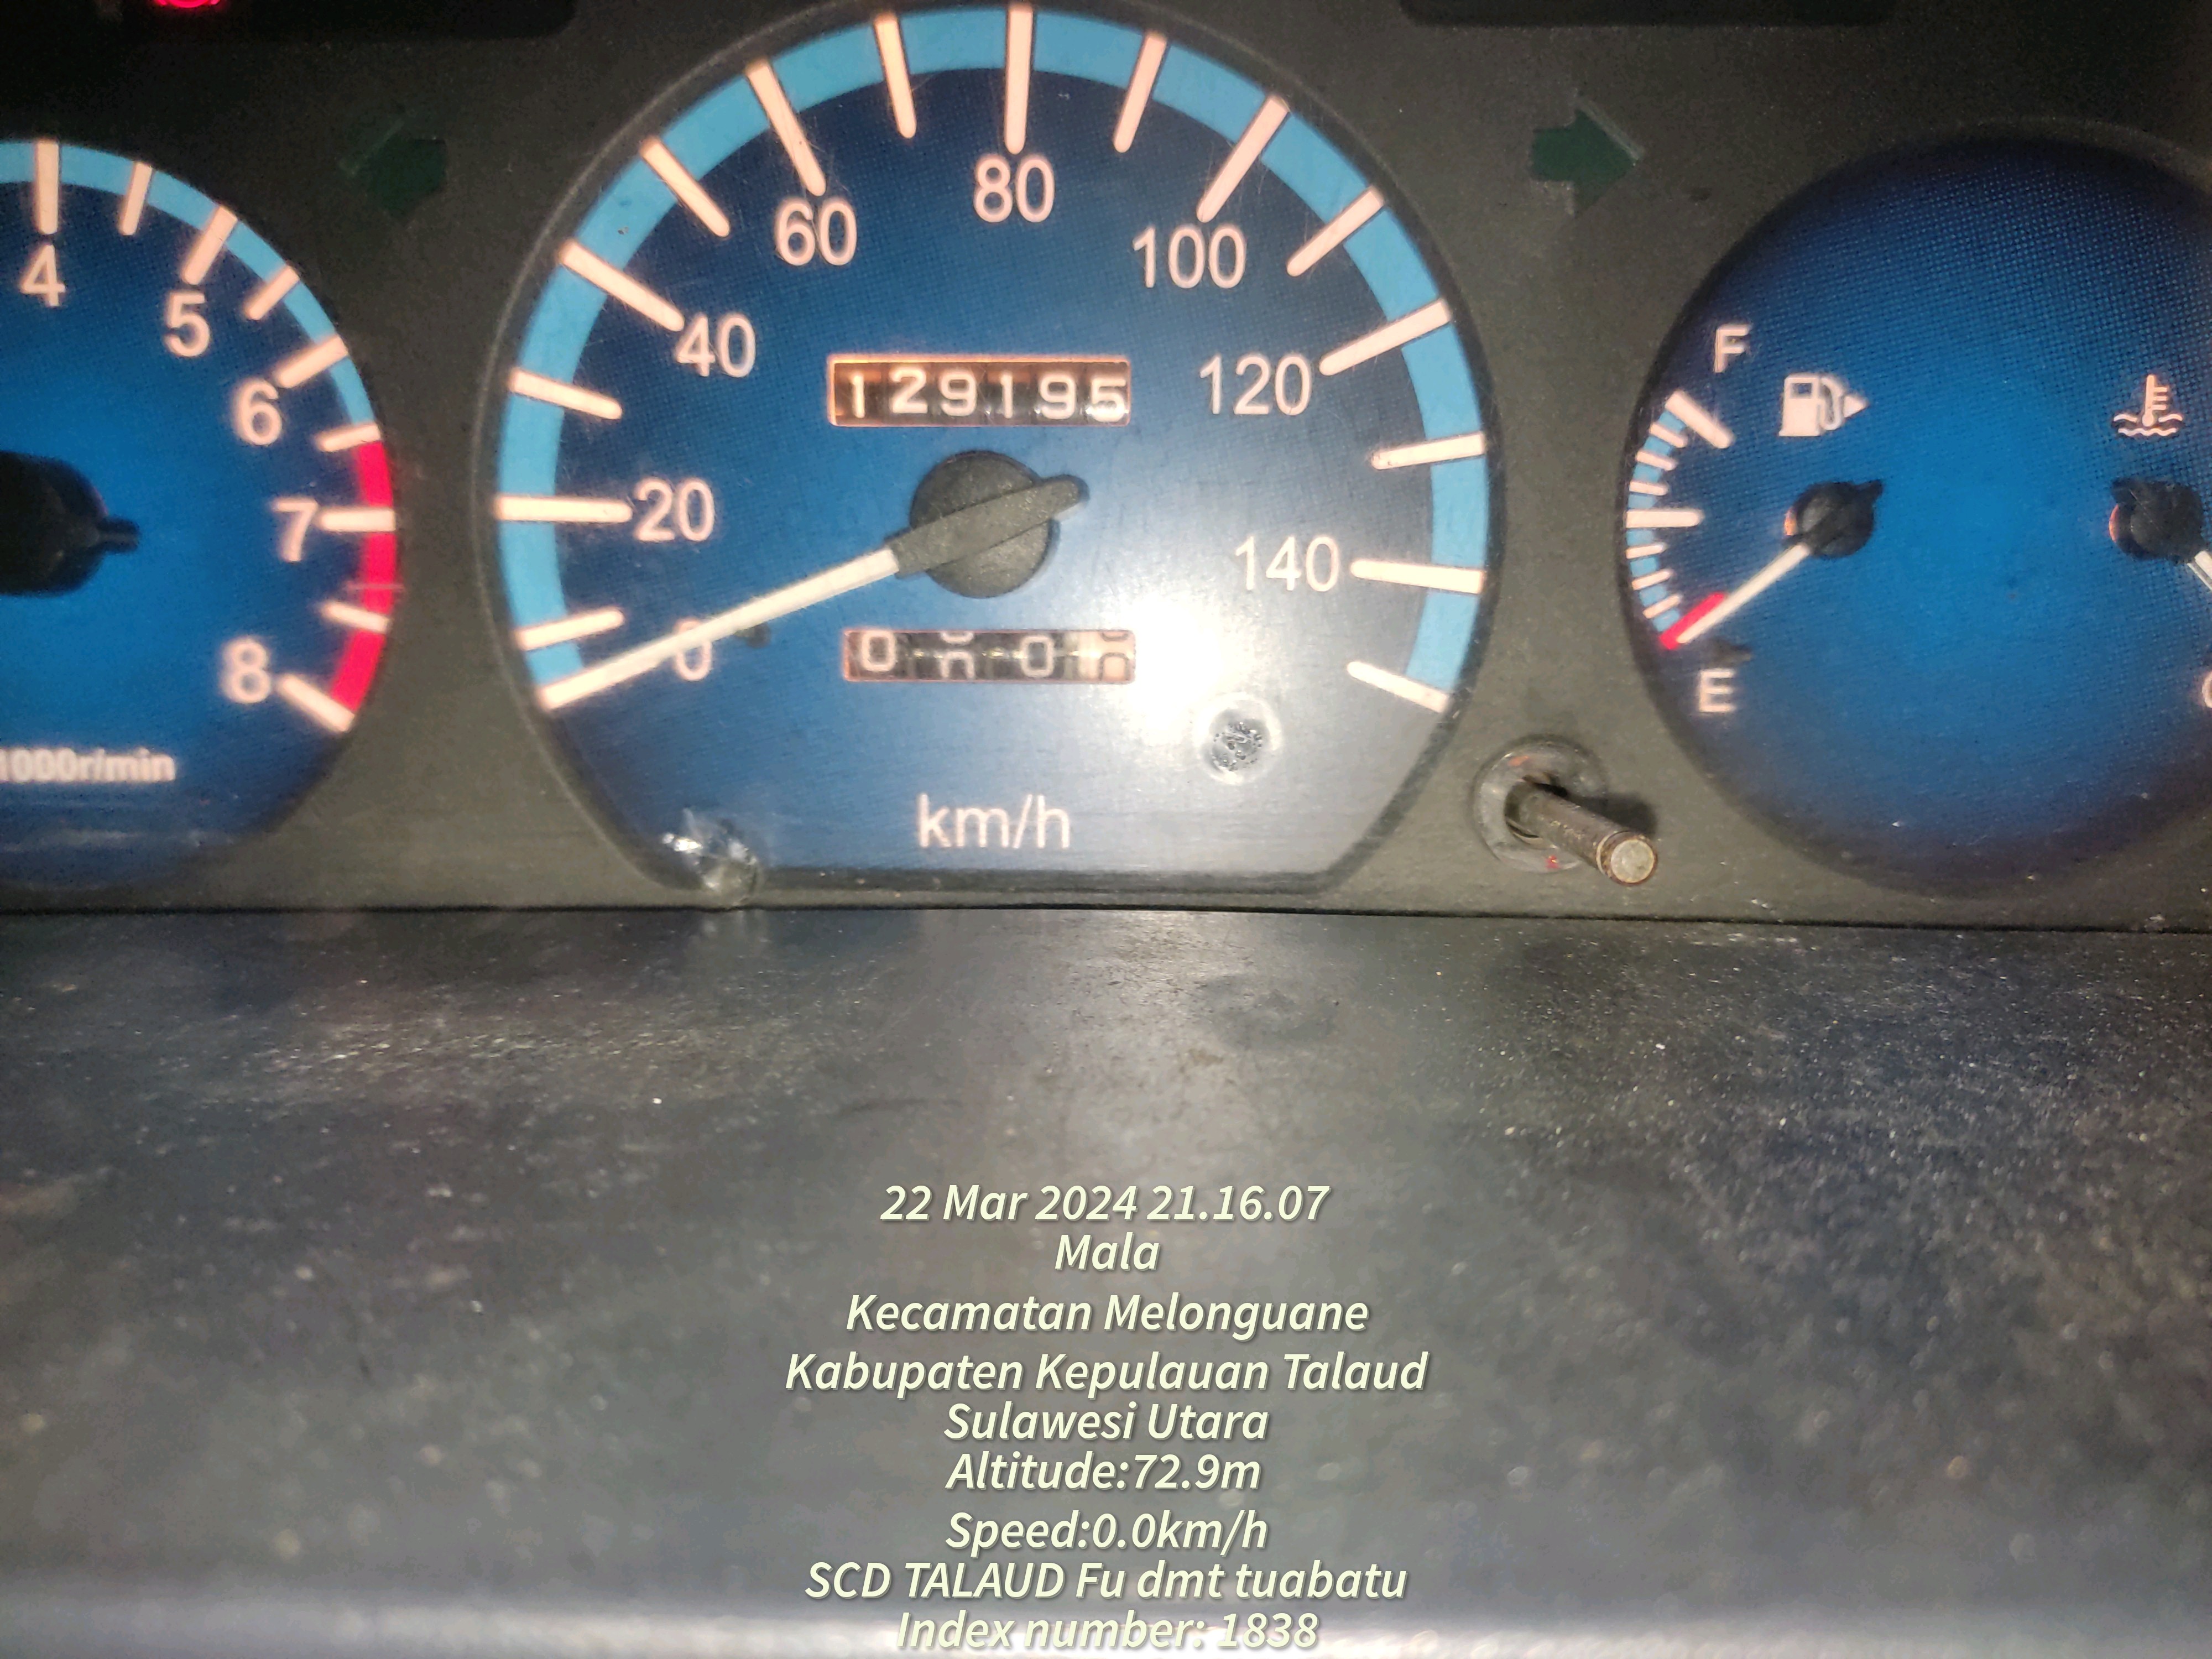 4
5
6
7
8
1000r/min
0
20
40
60
80
100
120
140
129195
km/h
F
E
22 Mar 2024 21.16.07
Mala
Kecamatan Melonguane
Kabupaten Kepulauan Talaud
Sulawesi Utara
Altitude:72.9m
Speed:0.0km/h
SCD TALAUD Fu dmt tuabatu
Index number: 1838